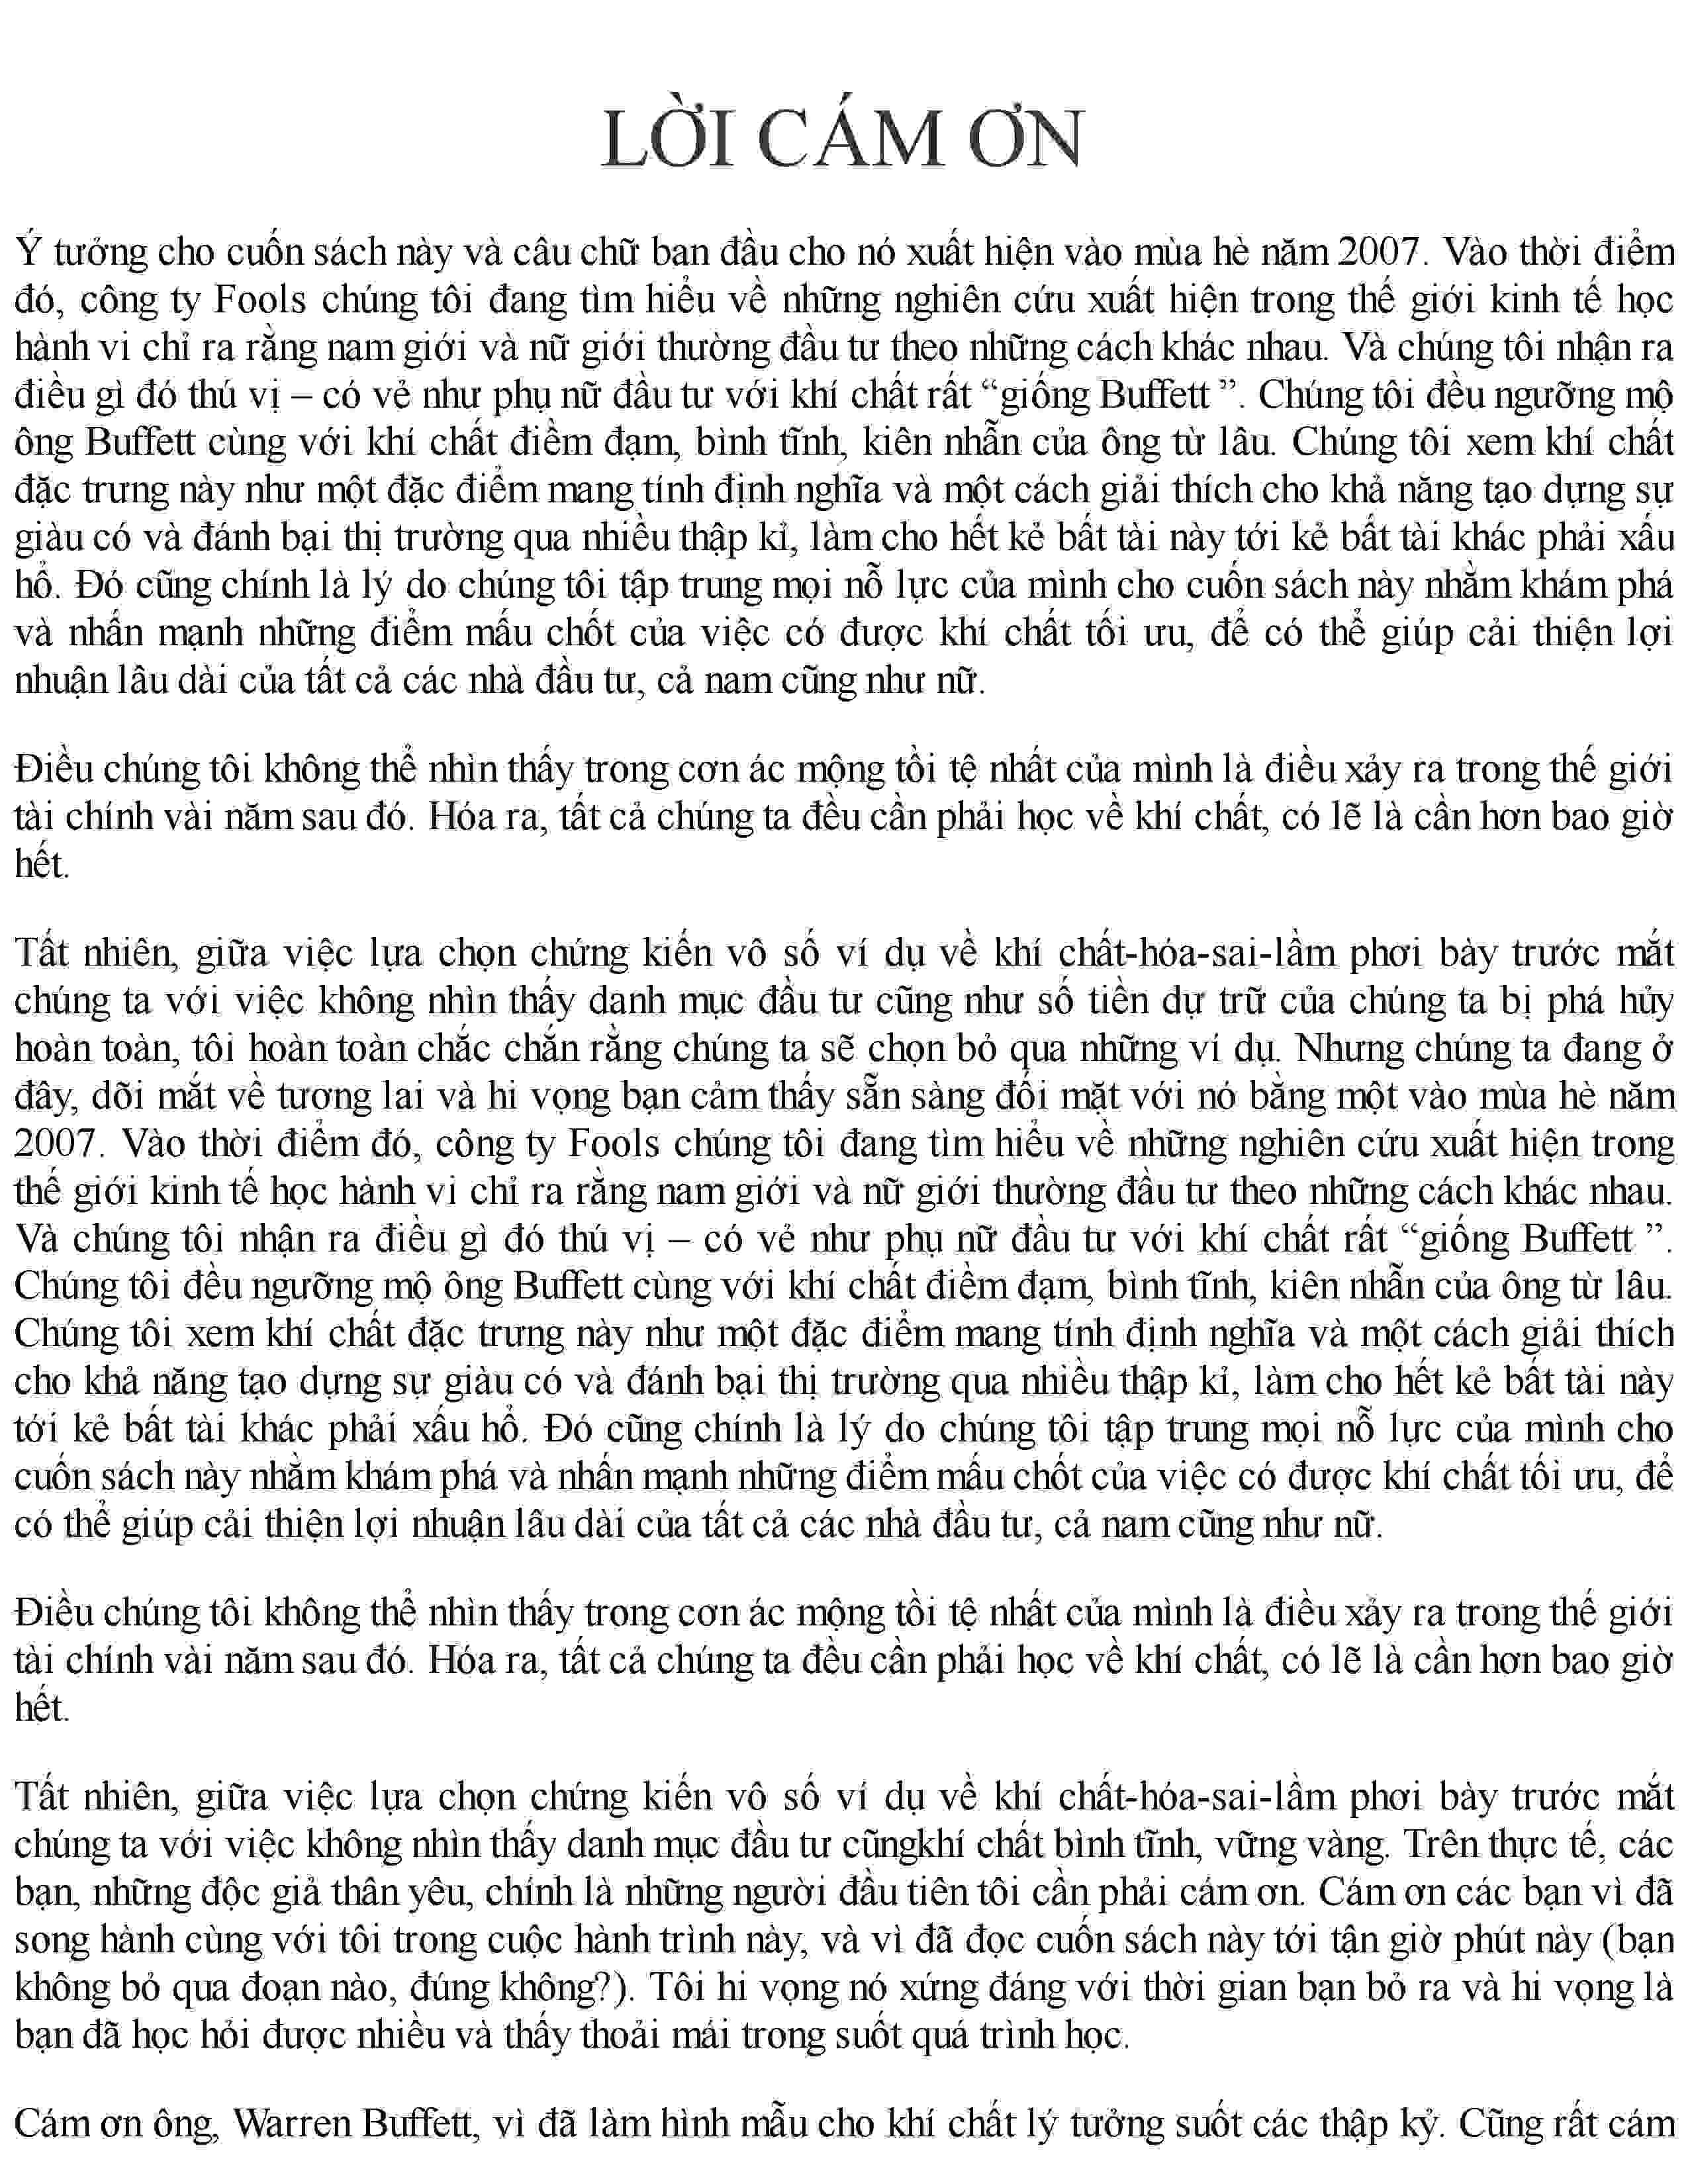 LỜI CÁM ƠN
Ý tưởng cho cuốn sách này và câu chữ ban đầu cho nó xuất hiện vào mùa hè năm 2007. Vào thời điểm
đó, công ty Fools chúng tôi đang tìm hiểu về những nghiên cứu xuất hiện trong thế giới kinh tế học
hành vi chỉ ra rằng nam giới và nữ giới thường đầu tư theo những cách khác nhau. Và chúng tôi nhận ra
điều gì đó thú vị – có vẻ như phụ nữ đầu tư với khí chất rất “giống Buffett ”. Chúng tôi đều ngưỡng mộ
ông Buffett cùng với khí chất điềm đạm, bình tĩnh, kiên nhẫn của ông từ lâu. Chúng tôi xem khí chất
đặc trưng này như một đặc điểm mang tính định nghĩa và một cách giải thích cho khả năng tạo dựng sự
giàu có và đánh bại thị trường qua nhiều thập kỉ, làm cho hết kẻ bất tài này tới kẻ bất tài khác phải xấu
hổ. Đó cũng chính là lý do chúng tôi tập trung mọi nỗ lực của mình cho cuốn sách này nhằm khám phá
và nhấn mạnh những điểm mấu chốt của việc có được khí chất tối ưu, để có thể giúp cải thiện lợi
nhuận lâu dài của tất cả các nhà đầu tư, cả nam cũng như nữ.
Điều chúng tôi không thể nhìn thấy trong cơn ác mộng tồi tệ nhất của mình là điều xảy ra trong thế giới
tài chính vài năm sau đó. Hóa ra, tất cả chúng ta đều cần phải học về khí chất, có lẽ là cần hơn bao giờ
hết.
Tất nhiên, giữa việc lựa chọn chứng kiến vô số ví dụ về khí chất-hóa-sai-lầm phơi bày trước mắt
chúng ta với việc không nhìn thấy danh mục đầu tư cũng như số tiền dự trữ của chúng ta bị phá hủy
hoàn toàn, tôi hoàn toàn chắc chắn rằng chúng ta sẽ chọn bỏ qua những ví dụ. Nhưng chúng ta đang ở
đây, dõi mắt về tương lai và hi vọng bạn cảm thấy sẵn sàng đối mặt với nó bằng một vào mùa hè năm
2007. Vào thời điểm đó, công ty Fools chúng tôi đang tìm hiểu về những nghiên cứu xuất hiện trong
thế giới kinh tế học hành vi chỉ ra rằng nam giới và nữ giới thường đầu tư theo những cách khác nhau.
Và chúng tôi nhận ra điều gì đó thú vị – có vẻ như phụ nữ đầu tư với khí chất rất “giống Buffett ”.
Chúng tôi đều ngưỡng mộ ông Buffett cùng với khí chất điềm đạm, bình tĩnh, kiên nhẫn của ông từ lâu.
Chúng tôi xem khí chất đặc trưng này như một đặc điểm mang tính định nghĩa và một cách giải thích
cho khả năng tạo dựng sự giàu có và đánh bại thị trường qua nhiều thập kỉ, làm cho hết kẻ bất tài này
tới kẻ bất tài khác phải xấu hổ. Đó cũng chính là lý do chúng tôi tập trung mọi nỗ lực của mình cho
cuốn sách này nhằm khám phá và nhấn mạnh những điểm mấu chốt của việc có được khí chất tối ưu, để
có thể giúp cải thiện lợi nhuận lâu dài của tất cả các nhà đầu tư, cả nam cũng như nữ.
Điều chúng tôi không thể nhìn thấy trong cơn ác mộng tồi tệ nhất của mình là điều xảy ra trong thế giới
tài chính vài năm sau đó. Hóa ra, tất cả chúng ta đều cần phải học về khí chất, có lẽ là cần hơn bao giờ
hết.
Tất nhiên, giữa việc lựa chọn chứng kiến vô số ví dụ về khí chất-hóa-sai-lầm phơi bày trước mắt
chúng ta với việc không nhìn thấy danh mục đầu tư cũngkhí chất bình tĩnh, vững vàng. Trên thực tế, các
bạn, những độc giả thân yêu, chính là những người đầu tiên tôi cần phải cám ơn. Cám ơn các bạn vì đã
song hành cùng với tôi trong cuộc hành trình này, và vì đã đọc cuốn sách này tới tận giờ phút này (bạn
không bỏ qua đoạn nào, đúng không?). Tôi hi vọng nó xứng đáng với thời gian bạn bỏ ra và hi vọng là
bạn đã học hỏi được nhiều và thấy thoải mái trong suốt quá trình học.
Cám ơn ông, Warren Buffett, vì đã làm hình mẫu cho khí chất lý tưởng suốt các thập kỷ. Cũng rất cám